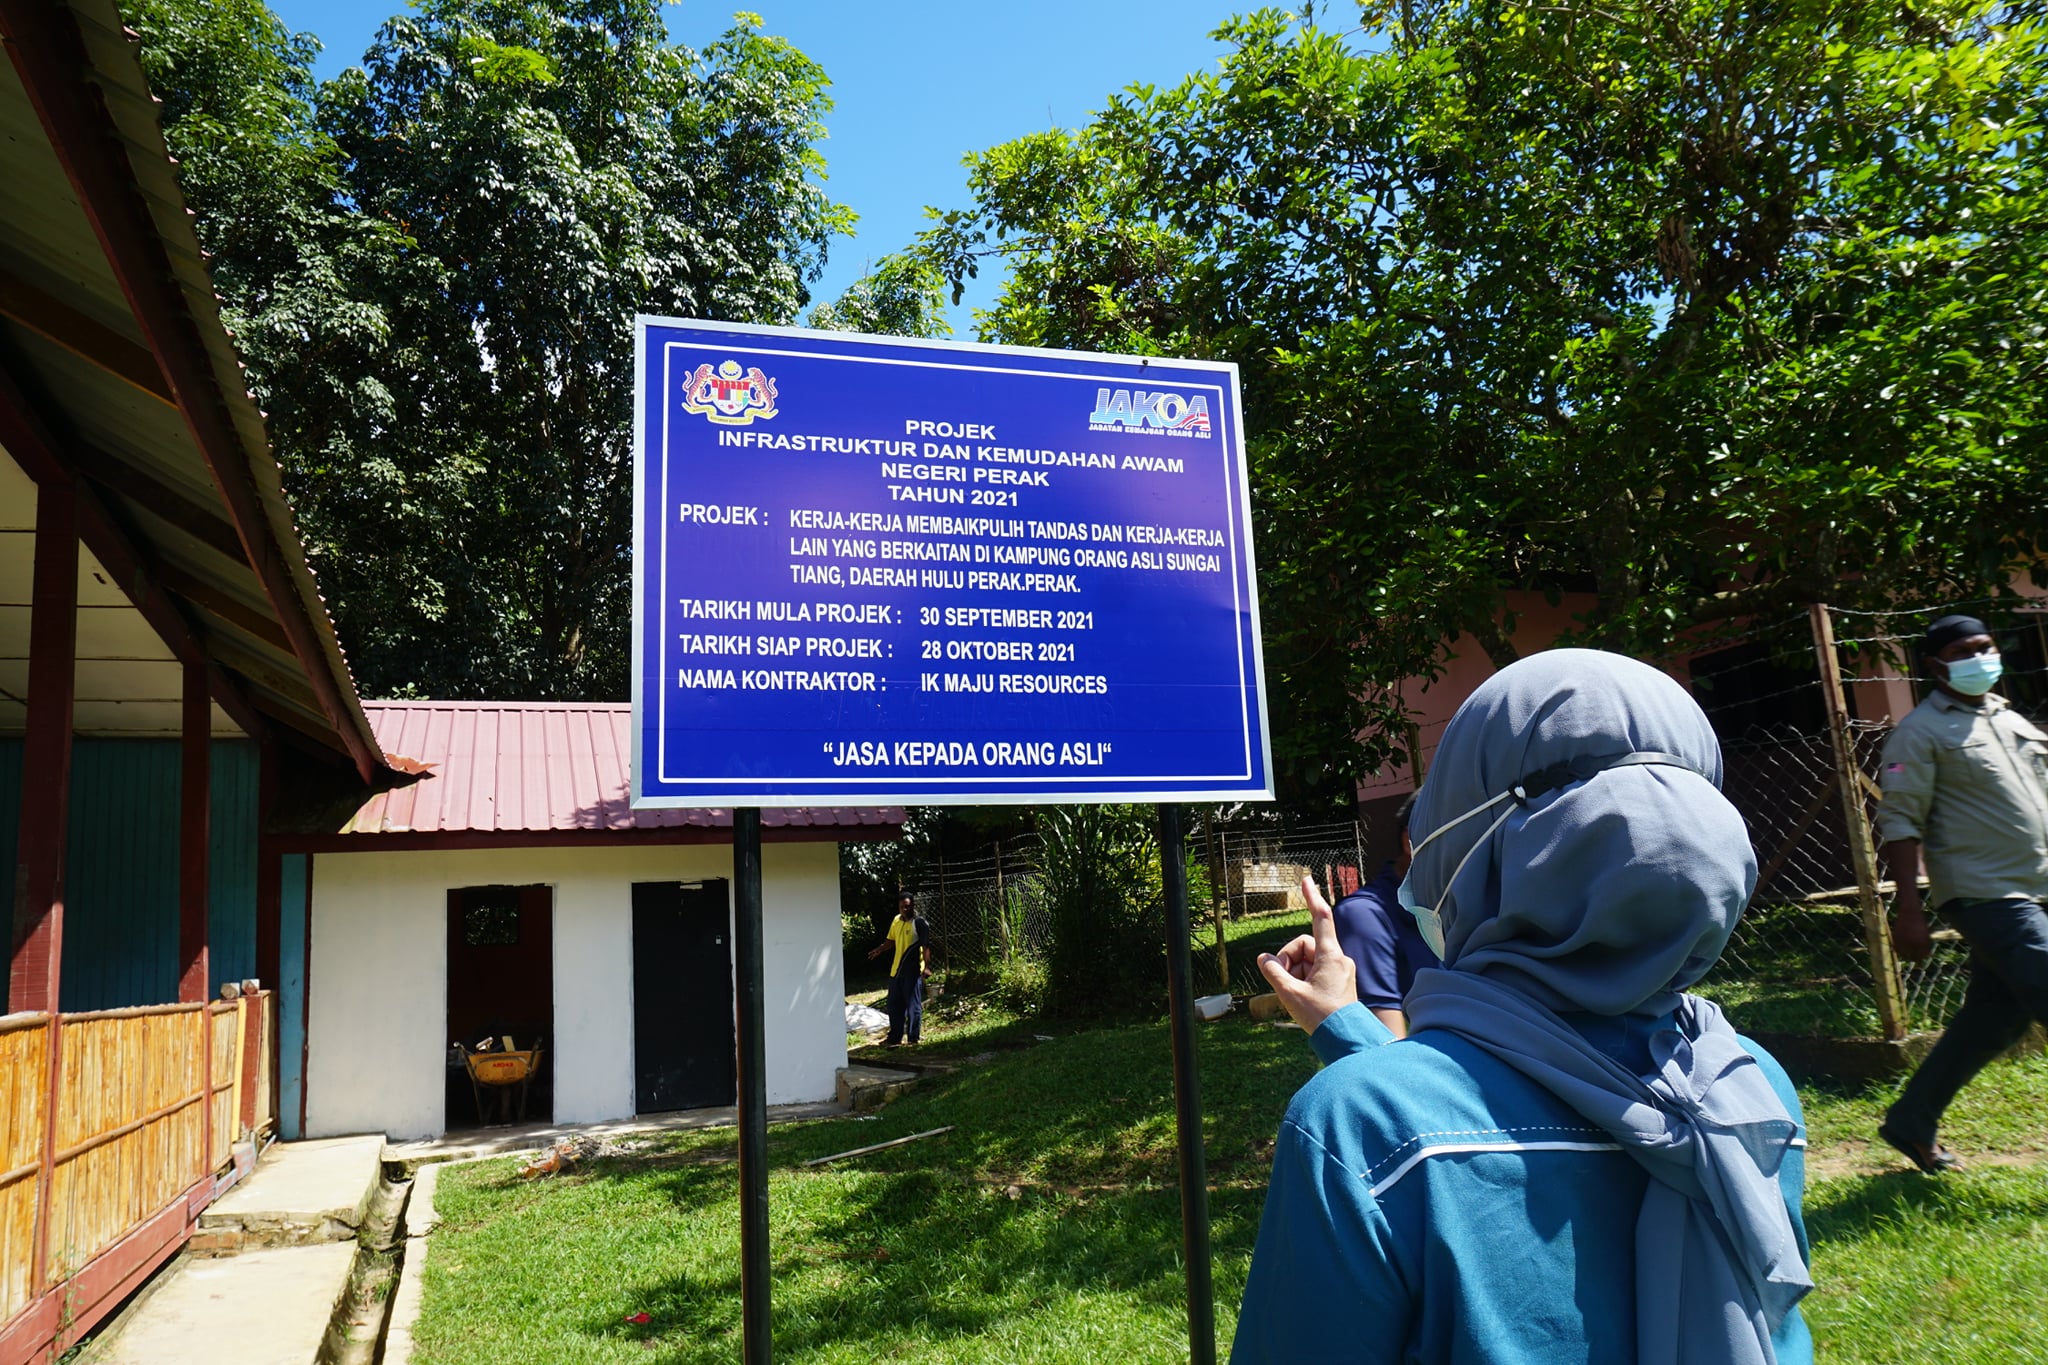 JAKOA
JABATAN KEMAJUAN ORANG ASLI
PROJEK
INFRASTRUKTUR DAN KEMUDAHAN AWAM
NEGERI PERAK
TAHUN 2021
PROJEK : KERJA-KERJA MEMBAIKPULIH TANDAS DAN KERJA-KERJA
LAIN YANG BERKAITAN DI KAMPUNG ORANG ASLI SUNGAI
TIANG, DAERAH HULU PERAK.PERAK.
TARIKH MULA PROJEK : 30 SEPTEMBER 2021
TARIKH SIAP PROJEK : 28 OKTOBER 2021
NAMA KONTRAKTOR : IK MAJU RESOURCES
“JASA KEPADA ORANG ASLI“